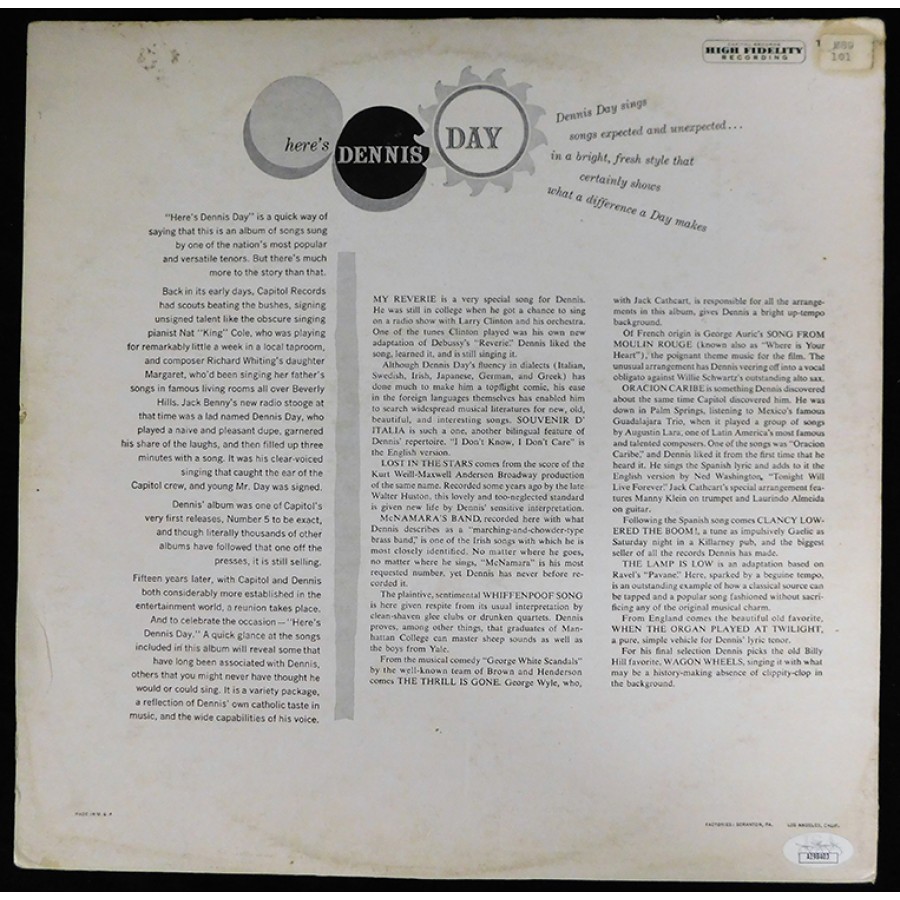 HIGH FIDELITY
RECORDING
101
here's
DENNIS
DAY
Dennis Day sings
songs expected and unexpected...
in a bright, fresh style that
certainly shows
what a difference a Day makes
"Here's Dennis Day" is a quick way of
saying that this is an album of songs sung
by one of the nation's most popular
and versatile tenors. But there's much
more to the story than that.
Back in its early days, Capitol Records
had scouts beating the bushes, signing
unsigned talent like the obscure singing
pianist Nat "King" Cole, who was playing
for remarkably little a week in a local taproom,
and composer Richard Whiting's daughter
Margaret, who'd been singing her father's
songs in famous living rooms all over Beverly
Hills. Jack Benny's new radio stooge at
that time was a lad named Dennis Day, who
played a naive and pleasant dupe, garnered
his share of the laughs, and then filled up three
minutes with a song. It was his clear-voiced
singing that caught the ear of the
Capitol crew, and young Mr. Day was signed.
Dennis' album was one of Capitol's
very first releases, Number 5 to be exact,
and though literally thousands of other
albums have followed that one off the
presses, it is still selling.
Fifteen years later, with Capitol and Dennis
both considerably more established in the
entertainment world, a reunion takes place.
And to celebrate the occasion—"Here's
Dennis Day." A quick glance at the songs
included in this album will reveal some that
have long been associated with Dennis,
others that you might never have thought he
would or could sing. It is a variety package,
a reflection of Dennis' own catholic taste in
music, and the wide capabilities of his voice.
MY REVERIE is a very special song for Dennis.
He was still in college when he got a chance to sing
on a radio show with Larry Clinton and his orchestra.
One of the tunes Clinton played was his own new
adaptation of Debussy's "Reverie." Dennis liked the
song, learned it, and is still singing it.
Although Dennis Day's fluency in dialects (Italian,
Swedish, Irish, Japanese, German, and Greek) has
done much to make him a topflight comic, his ease
in the foreign languages themselves has enabled him
to search widespread musical literatures for new, old,
beautiful, and interesting songs. SOUVENIR D'
ITALIA is such a one, another bilingual feature of
Dennis' repertoire. "I Don't Know, I Don't Care" is
the English version.
LOST IN THE STARS comes from the score of the
Kurt Weill-Maxwell Anderson Broadway production
of the same name. Recorded some years ago by the late
Walter Huston, this lovely and too-neglected standard
is given new life by Dennis' sensitive interpretation.
McNAMARA'S BAND, recorded here with what
Dennis describes as a "marching-and-chowder-type
brass band," is one of the Irish songs with which he is
most closely identified. No matter where he goes,
no matter where he sings, "McNamara" is his most
requested number, yet Dennis has never before re-
corded it.
The plaintive, sentimental WHIFFENPOOF SONG
is here given respite from its usual interpretation by
clean-shaven glee clubs or drunken quartets. Dennis
proves, among other things, that graduates of Man-
hattan College can master sheep sounds as well as
the boys from Yale.
From the musical comedy "George White Scandals"
by the well-known team of Brown and Henderson
comes THE THRILL IS GONE. George Wyle, who,
with Jack Cathcart, is responsible for all the arrange-
ments in this album, gives Dennis a bright up-tempo
background.
Of French origin is George Auric's SONG FROM
MOULIN ROUGE (known also as "Where is Your
Heart"), the poignant theme music for the film. The
unusual arrangement has Dennis veering off into a vocal
obligato against Willie Schwartz's outstanding alto sax.
ORACION CARIBE is something Dennis discovered
about the same time Capitol discovered him. He was
down in Palm Springs, listening to Mexico's famous
Guadalajara Trio, when it played a group of songs
by Augustin Lara, one of Latin America's most famous
and talented composers. One of the songs was "Oracion
Caribe," and Dennis liked it from the first time that he
heard it. He sings the Spanish lyric and adds to it the
English version by Ned Washington, "Tonight Will
Live Forever." Jack Cathcart's special arrangement fea-
tures Manny Klein on trumpet and Laurindo Almeida
on guitar.
Following the Spanish song comes CLANCY LOW-
ERED THE BOOM!, a tune as impulsively Gaelic as
Saturday night in a Killarney pub, and the biggest
seller of all the records Dennis has made.
THE LAMP IS LOW is an adaptation based on
Ravel's "Pavane." Here, sparked by a beguine tempo,
is an outstanding example of how a classical source can
be tapped and a popular song fashioned without sacri-
ficing any of the original musical charm.
From England comes the beautiful old favorite,
WHEN THE ORGAN PLAYED AT TWILIGHT,
a pure, simple vehicle for Dennis' lyric tenor.
For his final selection Dennis picks the old Billy
Hill favorite, WAGON WHEELS, singing it with what
may be a history-making absence of clippity-clop in
the background.
FACTORIES: SCRANTON, PA. LOS ANGELES, CALIF.